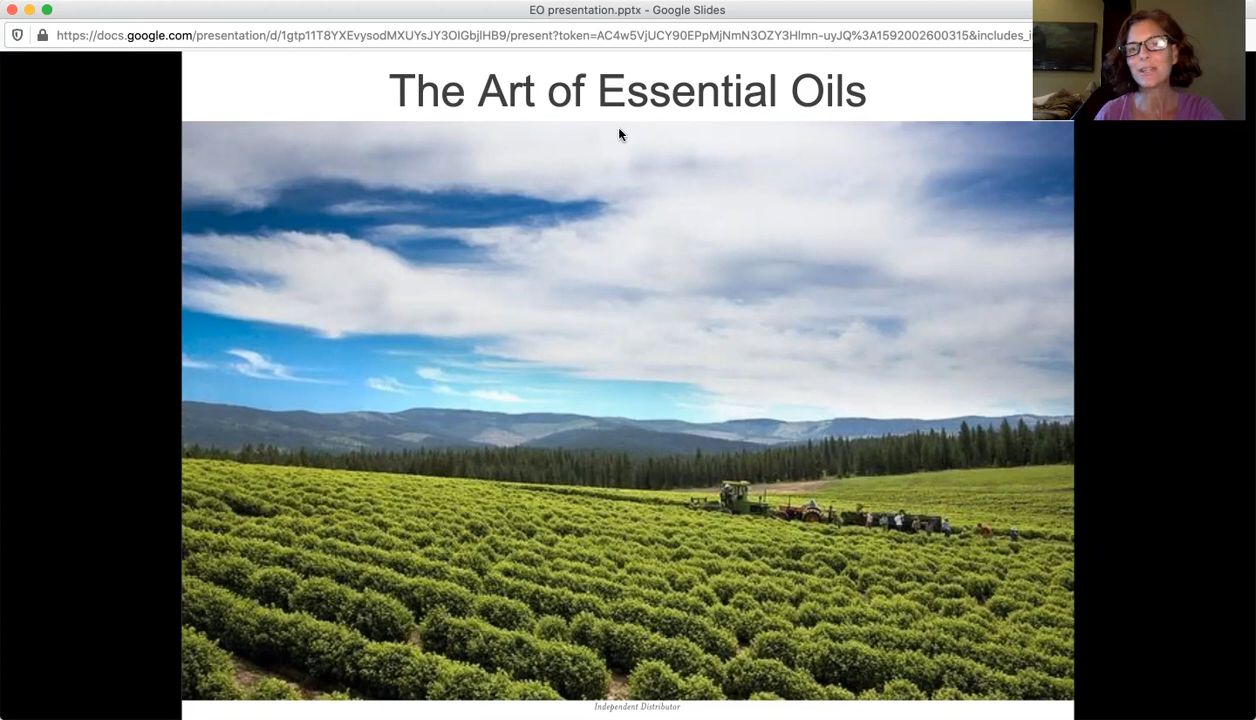 EO presentation.pptx - Google Slides
https://docs.google.com/presentation/d/1gtp11T8YXEvysodMXUYsJY3OIGbjlHB9/present?token=AC4w5VjUCY90EPpMjNmN3OZY3Hlmn-uyJQ%3A1592002600315&includes_i
The Art of Essential Oils
Independent Distributor